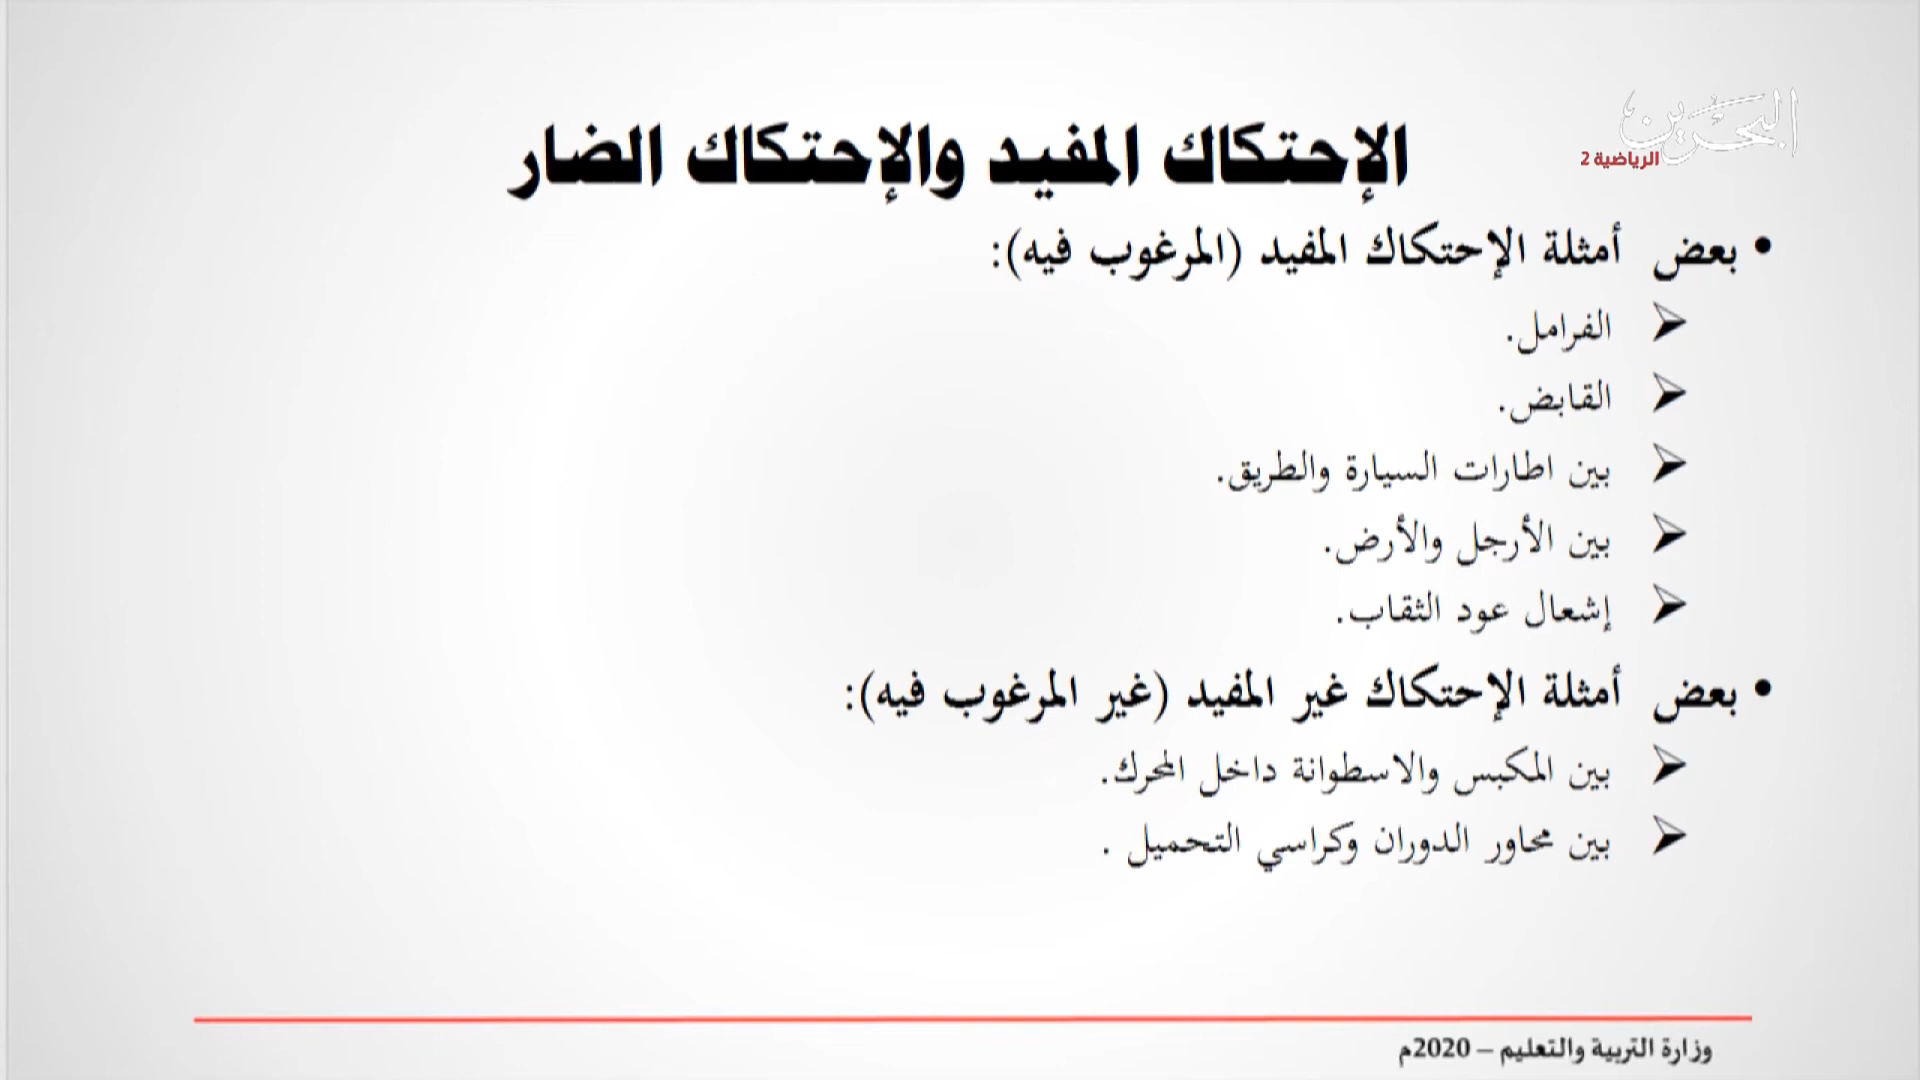 البحرين
الرياضية 2
الإحتكاك المفيد والإحتكاك الضار
• بعض أمثلة الإحتكاك المفيد (المرغوب فيه):
الفرامل.
القابض.
بين اطارات السيارة والطريق.
بين الأرجل والأرض.
إشعال عود الثقاب.
• بعض أمثلة الإحتكاك غير المفيد (غير المرغوب فيه):
بين المكبس والاسطوانة داخل المحرك.
بين محاور الدوران وكراسي التحميل .
وزارة التربية والتعليم – 2020م